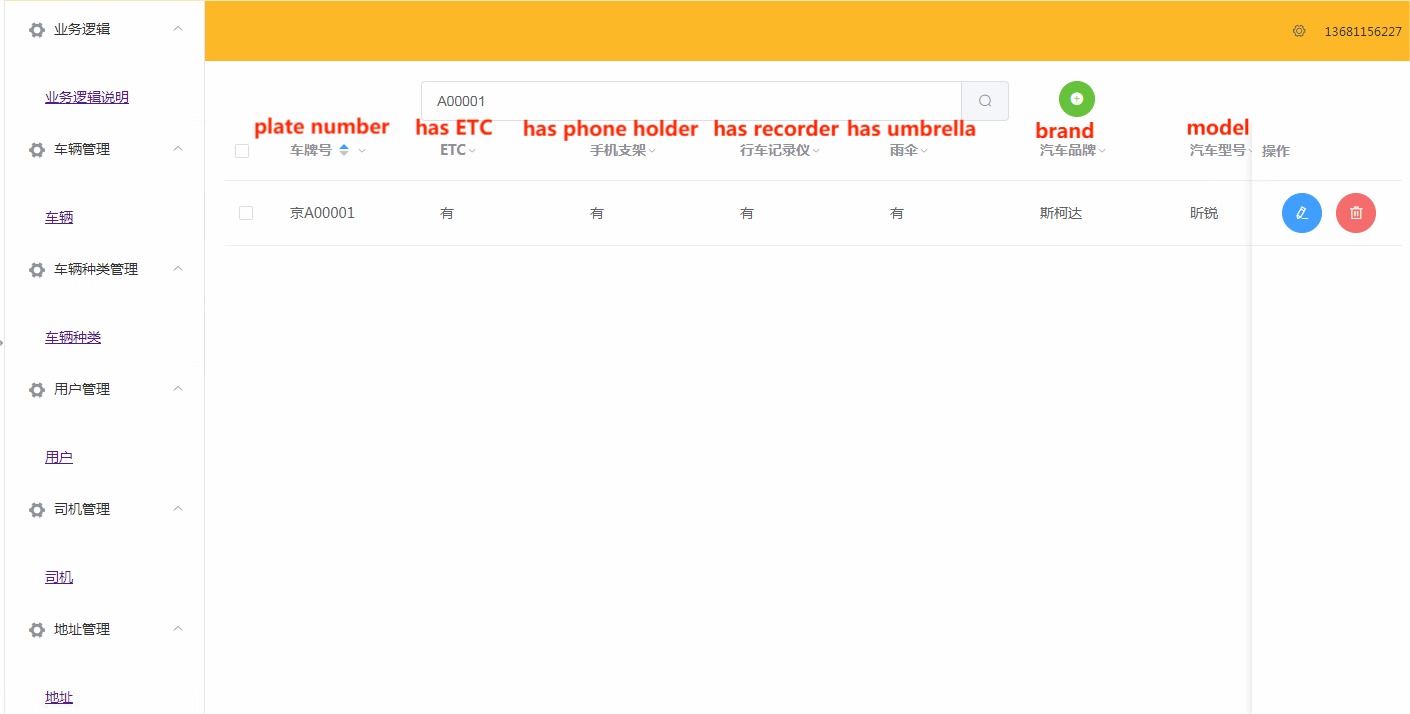 业务逻辑
业务逻辑说明
车辆管理
车辆
车辆种类管理
车辆种类
用户管理
用户
司机管理
司机
地址管理
地址
13681156227
A00001
plate number has ETC has phone holder has recorder has umbrella brand model
车牌号 ETC 手机支架 行车记录仪 雨伞 汽车品牌 汽车型号 操作
京A00001 有 有 有 有 斯柯达 昕锐